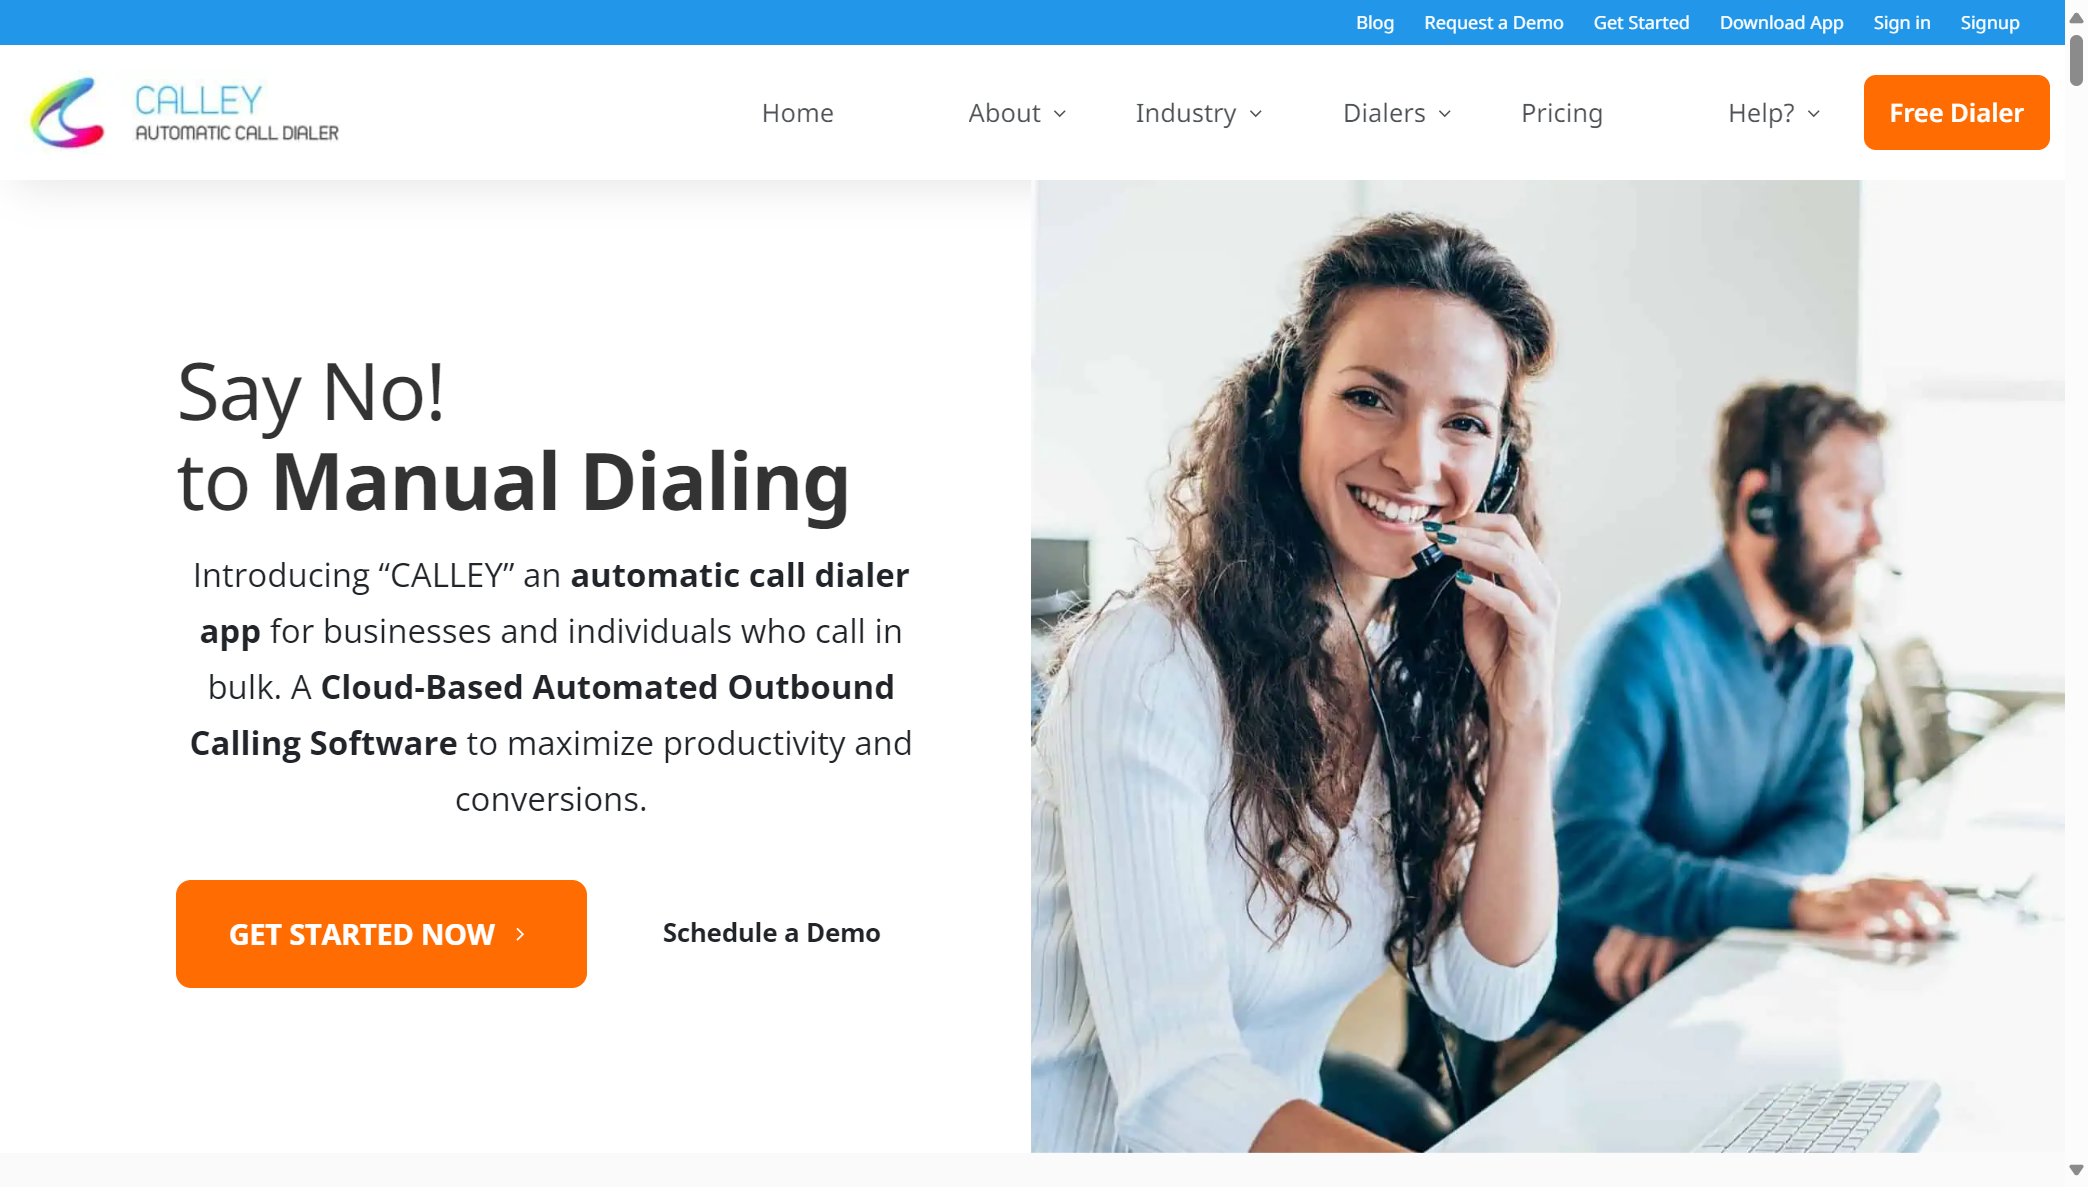 Blog Request a Demo Get Started Download App Sign in Signup
CALLEY
AUTOMATIC CALL DIALER
Home About Industry Dialers Pricing Help? Free Dialer
Say No!
to Manual Dialing
Introducing “CALLEY” an automatic call dialer
app for businesses and individuals who call in
bulk. A Cloud-Based Automated Outbound
Calling Software to maximize productivity and
conversions.
GET STARTED NOW
Schedule a Demo